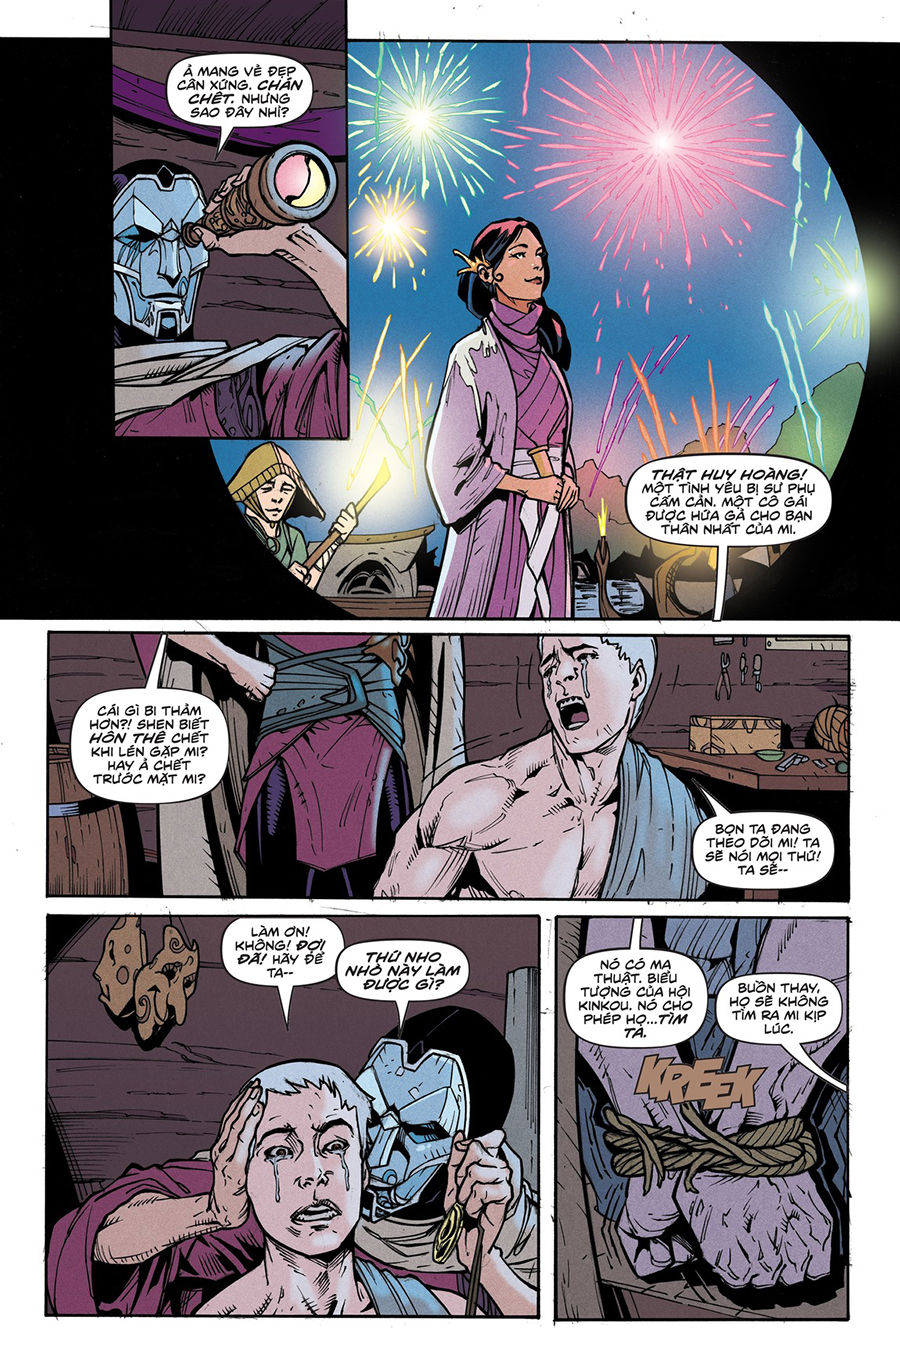 Ả MANG VẺ ĐẸP
CÂN XỨNG. CHÁN
CHẾT. NHƯNG
SAO ĐÂY NHỈ?
THẬT HUY HOÀNG!
MỘT TÌNH YÊU BỊ SƯ PHỤ
CẤM CẢN. MỘT CÔ GÁI
ĐƯỢC HỨA GẢ CHO BẠN
THÂN NHẤT CỦA MI.
CÁI GÌ BI THẢM
HƠN?! SHEN BIẾT
HÔN THÊ CHẾT
KHI LÉN GẶP MI?
HAY Ả CHẾT
TRƯỚC MẶT MI?
BỌN TA ĐANG
THEO DÕI MI! TA
SẼ NÓI MỌI THỨ!
TA SẼ--
LÀM ƠN!
KHÔNG! ĐỢI
ĐÃ! HÃY ĐỂ
TA--
THỨ NHO
NHỎ NÀY LÀM
ĐƯỢC GÌ?
NÓ CÓ MA
THUẬT. BIỂU
TƯỢNG CỦA HỘI
KINKOU. NÓ CHO
PHÉP HỌ...TÌM
TA.
BUỒN THAY,
HỌ SẼ KHÔNG
TÌM RA MI KỊP
LÚC.
KREEK